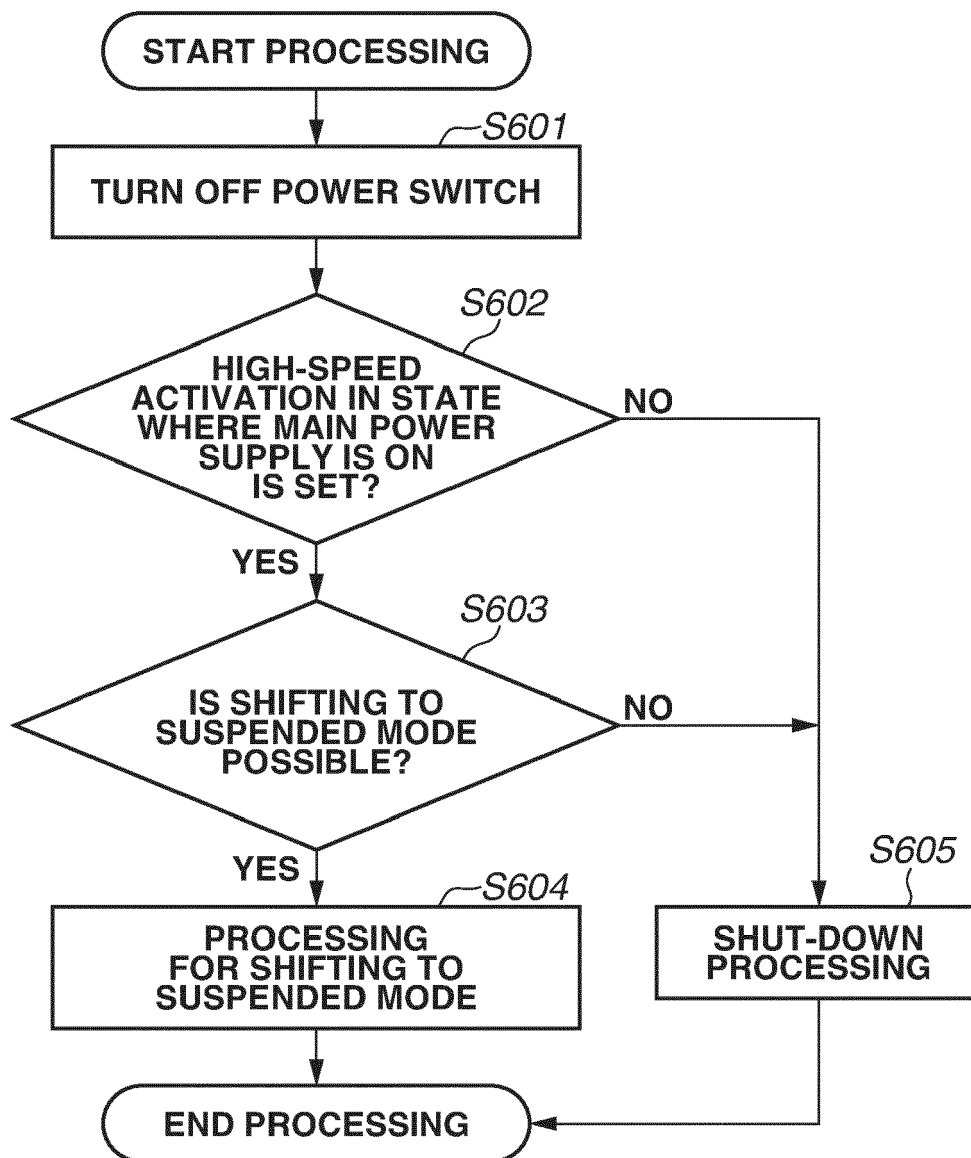 START PROCESSING
S601
TURN OFF POWER SWITCH
S602
HIGH-SPEED
ACTIVATION IN STATE
WHERE MAIN POWER
SUPPLY IS ON
IS SET?
NO
YES
S603
IS SHIFTING TO
SUSPENDED MODE
POSSIBLE?
NO
YES
S604
PROCESSING
FOR SHIFTING TO
SUSPENDED MODE
S605
SHUT-DOWN
PROCESSING
END PROCESSING